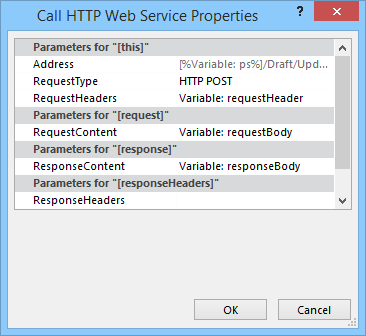 Call HTTP Web Service Properties ?
Parameters for "[this]"
Address [%Variable: ps%]/Draft/Upd...
RequestType HTTP POST
RequestHeaders Variable: requestHeader
Parameters for "[request]"
RequestContent Variable: requestBody
Parameters for "[response]"
ResponseContent Variable: responseBody
Parameters for "[responseHeaders]"
ResponseHeaders
OK Cancel